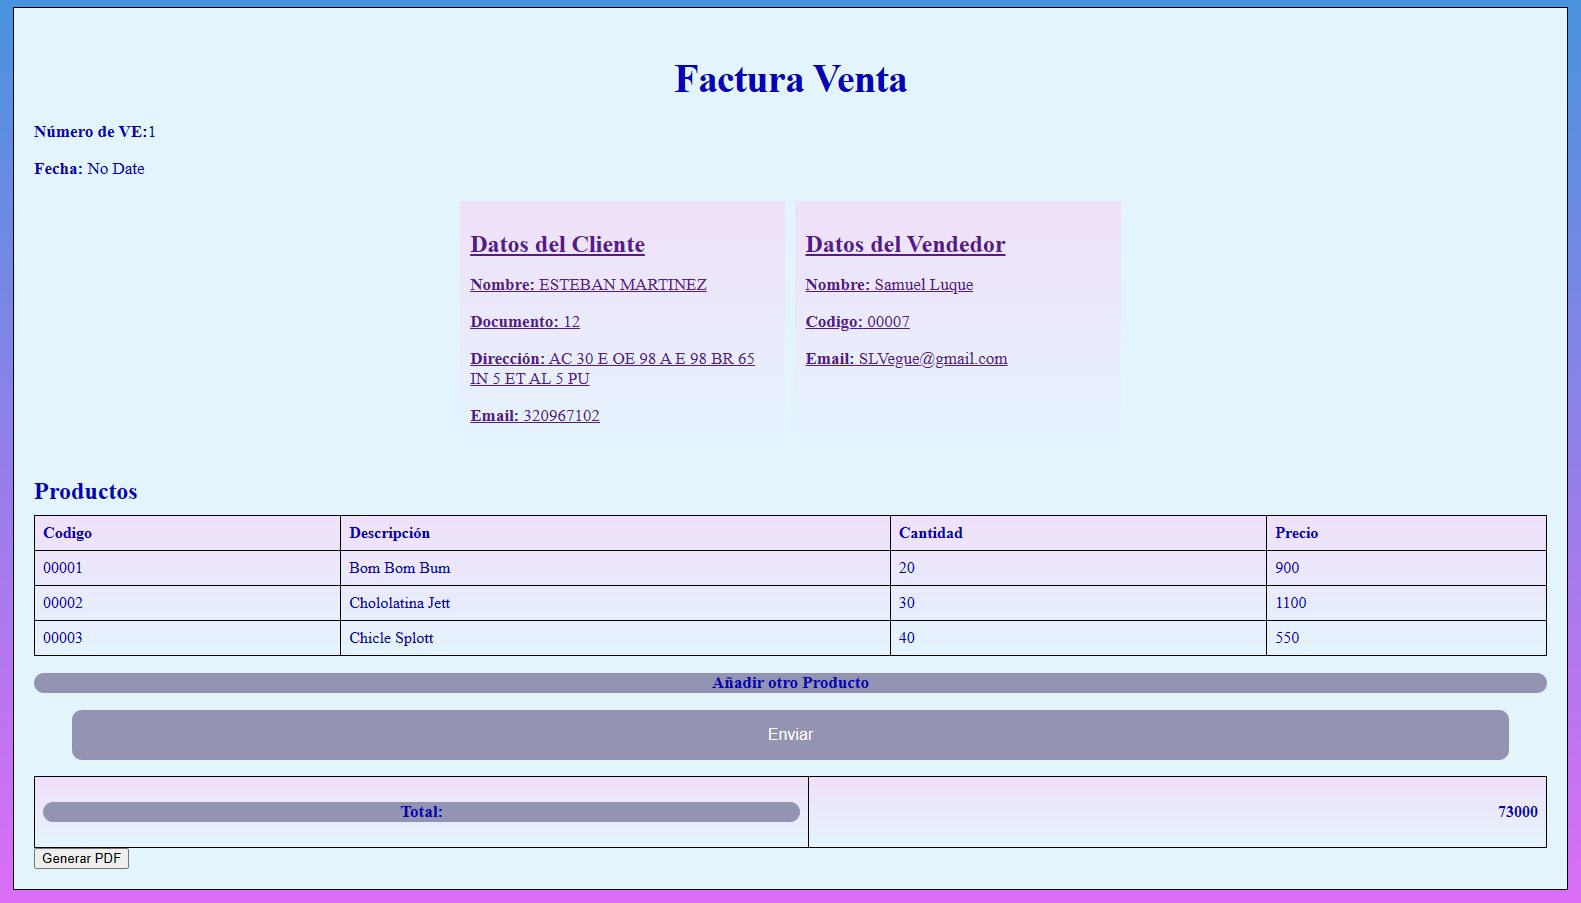 Factura Venta
Número de VE:1
Fecha: No Date
Datos del Cliente
Nombre: ESTEBAN MARTINEZ
Documento: 12
Dirección: AC 30 E OE 98 A E 98 BR 65
IN 5 ET AL 5 PU
Email: 320967102
Datos del Vendedor
Nombre: Samuel Luque
Codigo: 00007
Email: SLVegue@gmail.com
Productos
Codigo Descripción Cantidad Precio
00001 Bom Bom Bum 20 900
00002 Chololatina Jett 30 1100
00003 Chicle Splott 40 550
Añadir otro Producto
Enviar
Total: 73000
Generar PDF